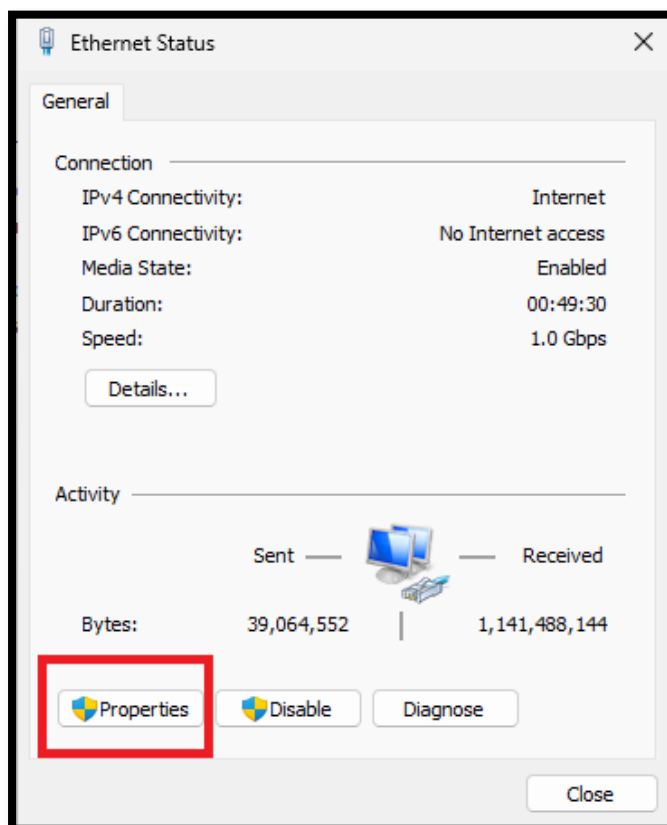 Ethernet Status
General
Connection
IPv4 Connectivity: Internet
IPv6 Connectivity: No Internet access
Media State: Enabled
Duration: 00:49:30
Speed: 1.0 Gbps
Details...
Activity
Sent Received
Bytes: 39,064,552 1,141,488,144
Properties Disable Diagnose
Close